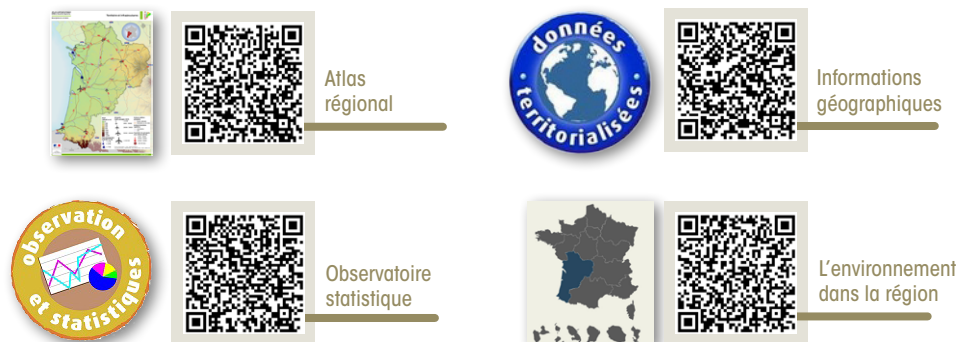 Atlas
régional
données
territorialisées
Informations
géographiques
observation
et statistiques
Observatoire
statistique
L’environnement
dans la région